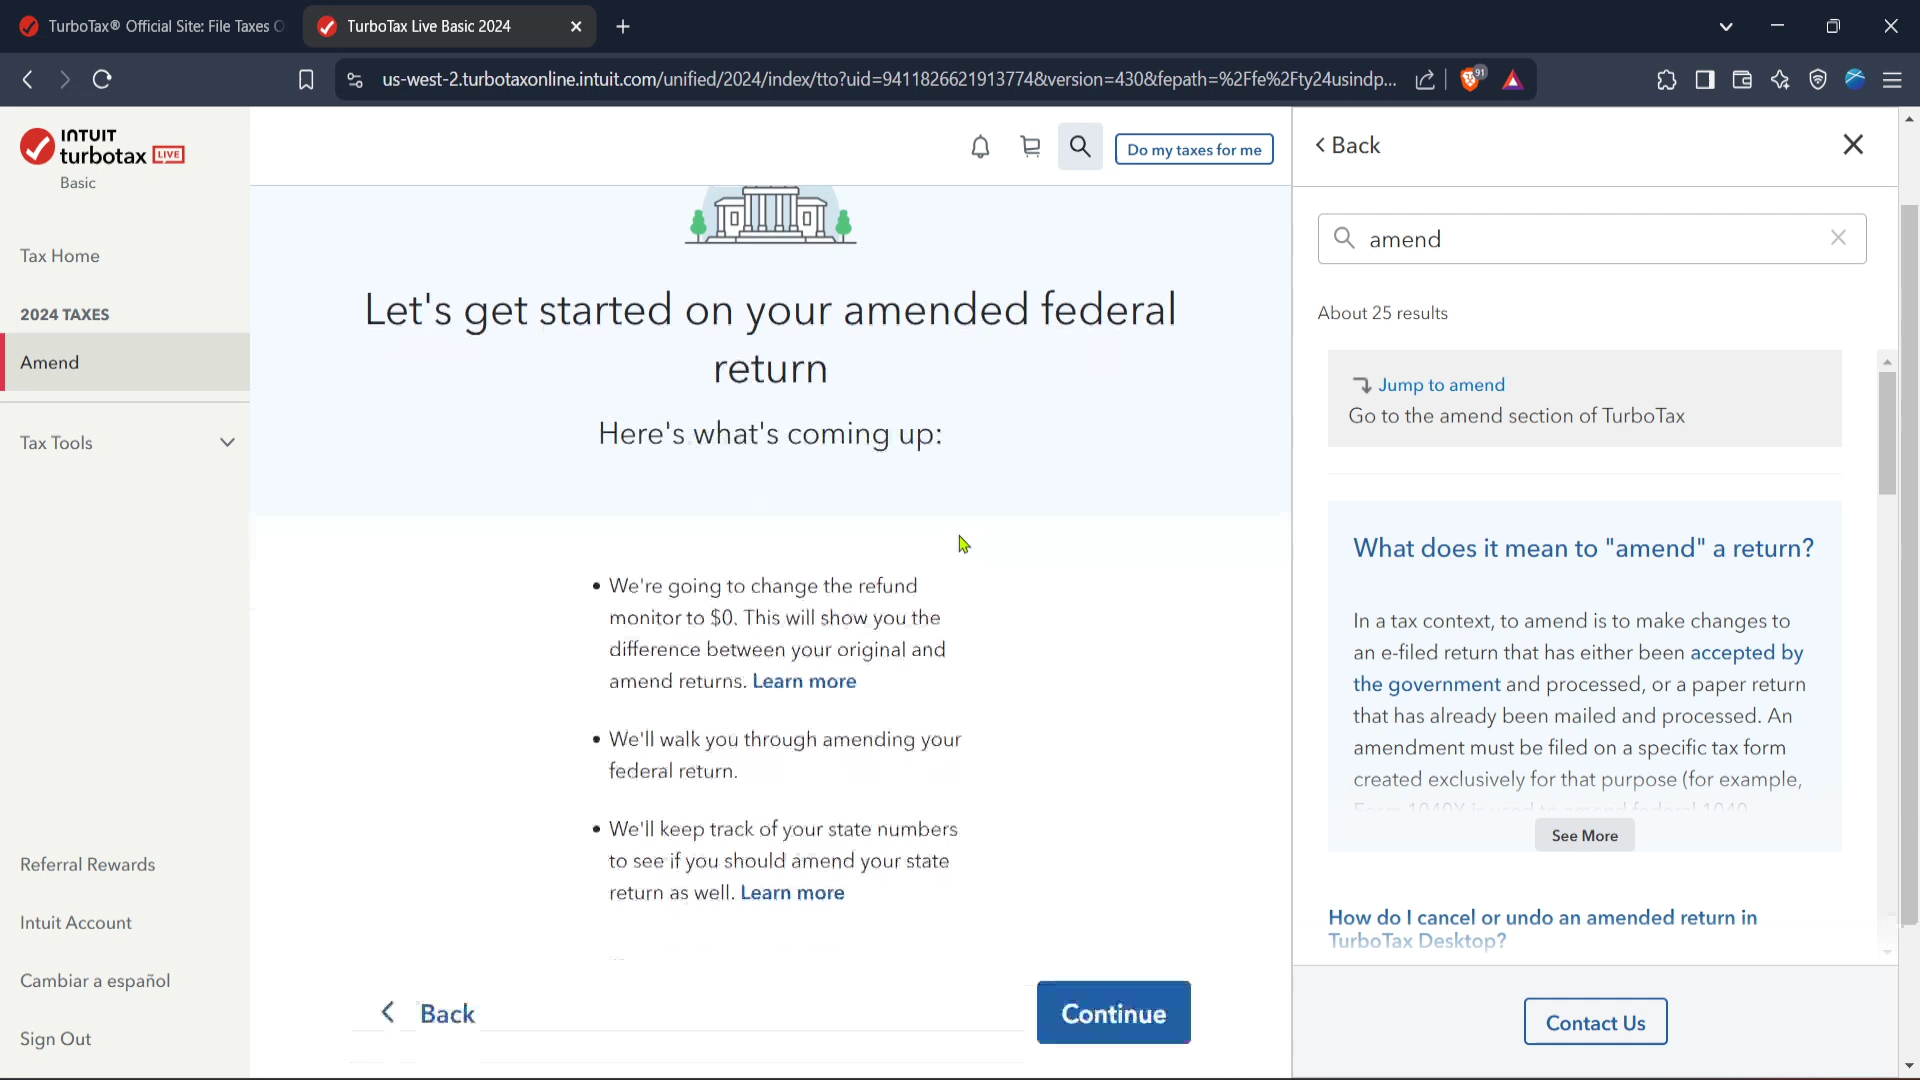 TurboTax® Official Site: File Taxes O
TurboTax Live Basic 2024
us-west-2.turbotaxonline.intuit.com/unified/2024/index/tto?uid=9411826621913774&version=430&fepath=%2Ffe%2Fty24usindp...
91
INTUIT
turbotax LIVE
Basic
Tax Home
2024 TAXES
Amend
Tax Tools
Referral Rewards
Intuit Account
Cambiar a español
Sign Out
Do my taxes for me
Let's get started on your amended federal
return
Here's what's coming up:
• We're going to change the refund
monitor to $0. This will show you the
difference between your original and
amend returns. Learn more
• We'll walk you through amending your
federal return.
• We'll keep track of your state numbers
to see if you should amend your state
return as well. Learn more
Back
Continue
Back
amend
About 25 results
Jump to amend
Go to the amend section of TurboTax
What does it mean to "amend" a return?
In a tax context, to amend is to make changes to
an e-filed return that has either been accepted by
the government and processed, or a paper return
that has already been mailed and processed. An
amendment must be filed on a specific tax form
created exclusively for that purpose (for example,
Form 1040X is used to amend federal 1040
See More
How do I cancel or undo an amended return in
TurboTax Desktop?
Contact Us